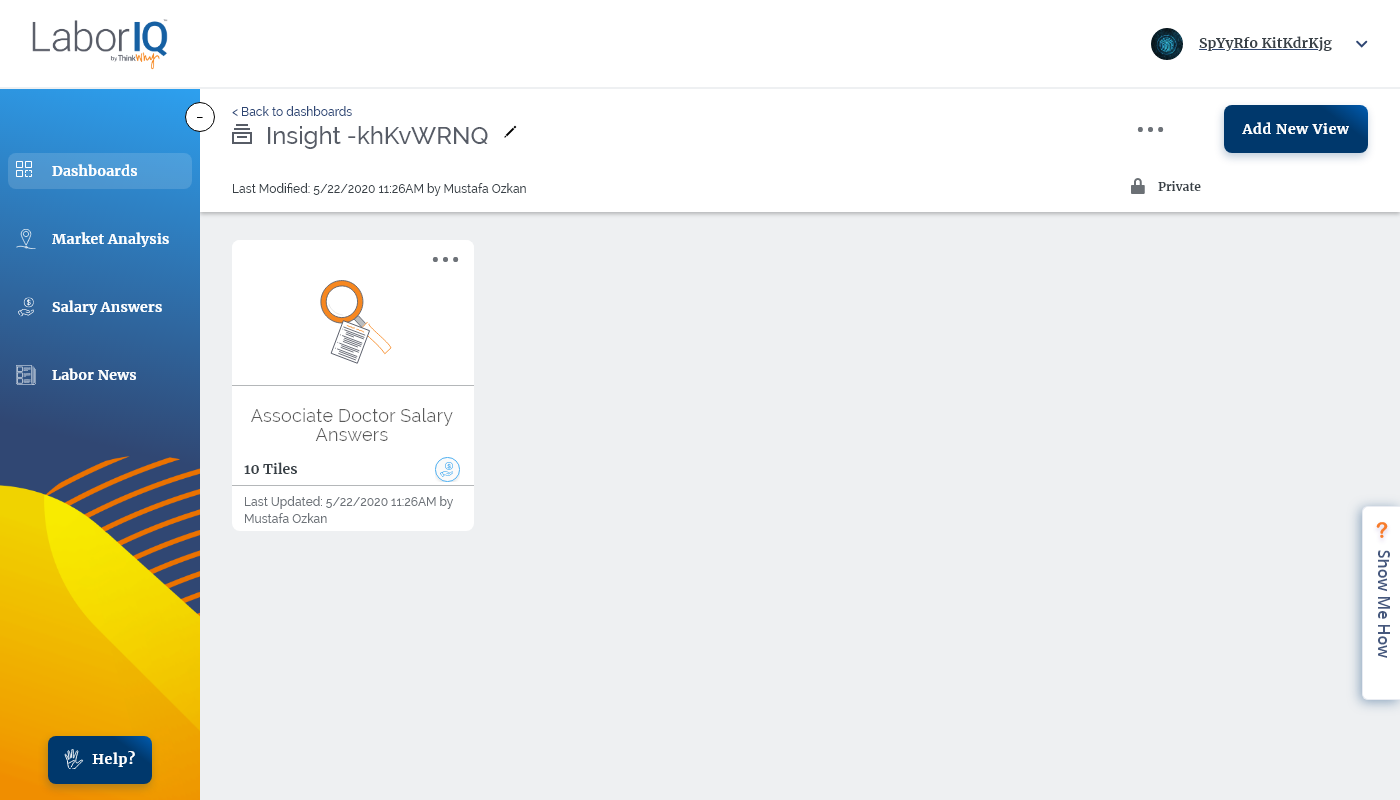 LaborIQ
by ThinkWhy
SpYyRfo KitKdrKjg
-
< Back to dashboards
Insight -khKvWRNQ
Add New View
Last Modified: 5/22/2020 11:26AM by Mustafa Ozkan
Private
Dashboards
Market Analysis
Salary Answers
Labor News
Associate Doctor Salary
Answers
10 Tiles
Last Updated: 5/22/2020 11:26AM by
Mustafa Ozkan
? Show Me How
Help?